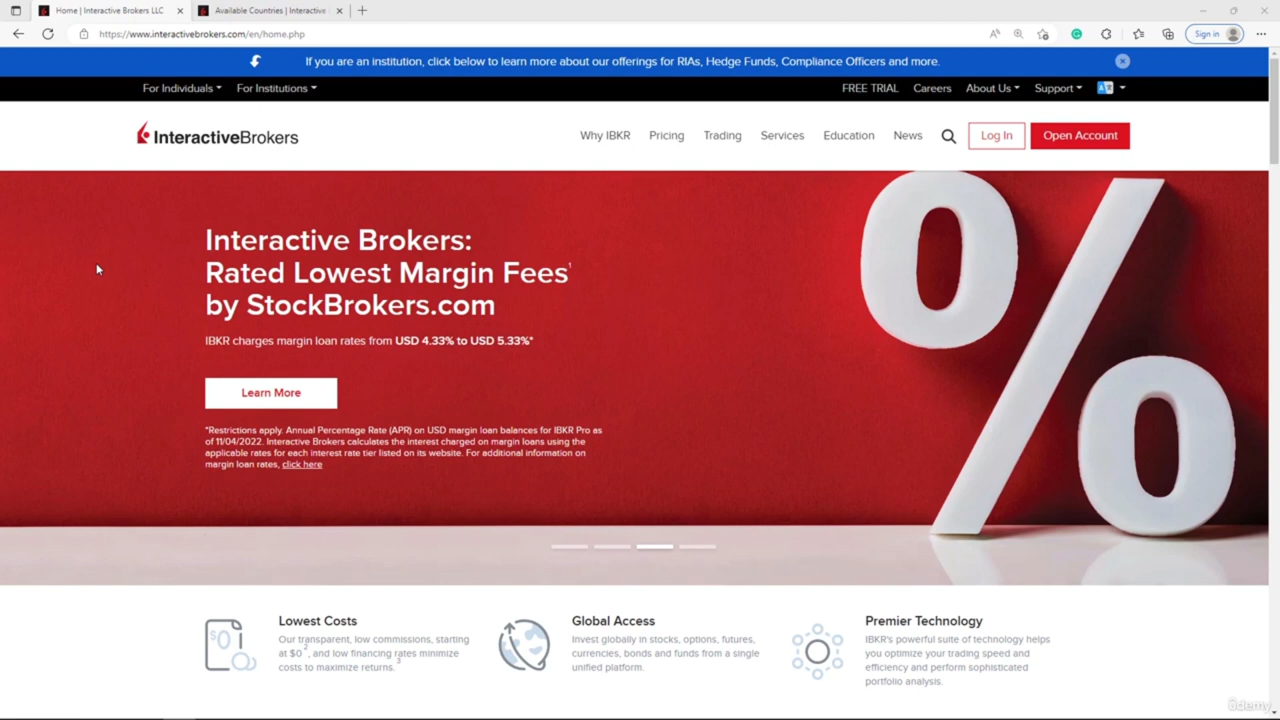 Home | Interactive Brokers LLC
Available Countries | Interactive
https://www.interactivebrokers.com/en/home.php
Sign in
If you are an institution, click below to learn more about our offerings for RIAs, Hedge Funds, Compliance Officers and more.
For Individuals For Institutions FREE TRIAL Careers About Us Support
InteractiveBrokers Why IBKR Pricing Trading Services Education News Log In Open Account
Interactive Brokers:
Rated Lowest Margin Fees¹
by StockBrokers.com
IBKR charges margin loan rates from USD 4.33% to USD 5.33%*
Learn More
*Restrictions apply. Annual Percentage Rate (APR) on USD margin loan balances for IBKR Pro as
of 11/04/2022. Interactive Brokers calculates the interest charged on margin loans using the
applicable rates for each interest rate tier listed on its website. For additional information on
margin loan rates, click here
%
Lowest Costs
Our transparent, low commissions, starting
at $0², and low financing rates minimize
costs to maximize returns.³
Global Access
Invest globally in stocks, options, futures,
currencies, bonds and funds from a single
unified platform.
Premier Technology
IBKR's powerful suite of technology helps
you optimize your trading speed and
efficiency and perform sophisticated
portfolio analysis.
ûdemy